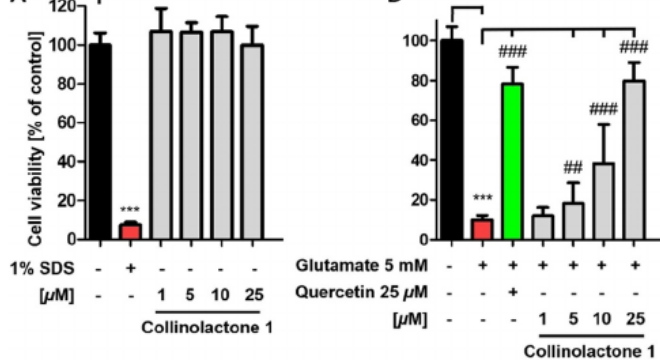 120
100
80
60
40
20
0
Cell viability [% of control]
***
1% SDS - + - - - -
[µM] - - 1 5 10 25
Collinolactone 1
100
80
60
40
20
0
***
###
##
###
###
Glutamate 5 mM - + + + + + +
Quercetin 25 µM - - +
[µM] 1 5 10 25
Collinolactone 1